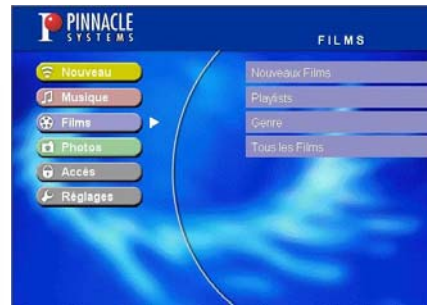 PINNACLE
SYSTEMS
FILMS
Nouveau
Musique
Films
Photos
Accès
Réglages
Nouveaux Films
Playlists
Genre
Tous les Films